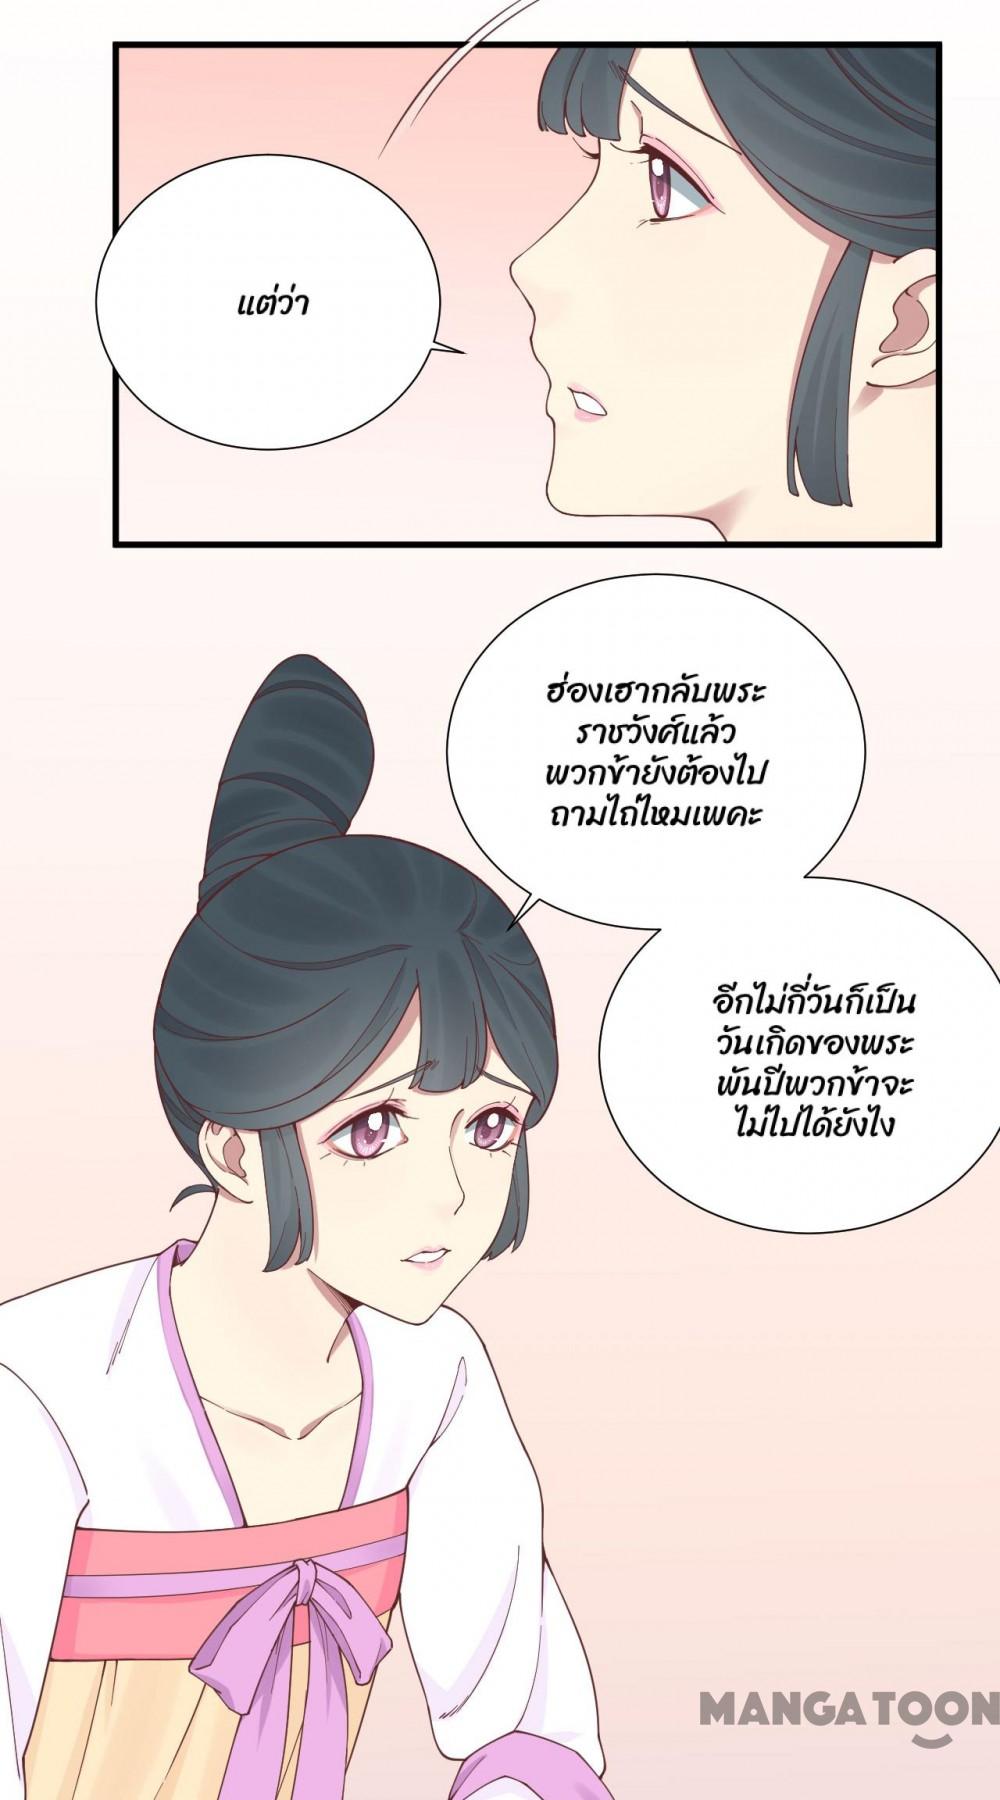 แต่ว่า
ฮ่องเฮากลับพระ
ราชวังศ์แล้ว
พวกข้ายังต้องไป
ถามไถ่ไหมเพคะ
อีกไม่กี่วันก็เป็น
วันเกิดของพระ
พันปีพวกข้าจะ
ไม่ไปได้ยังไง
MANGATOON